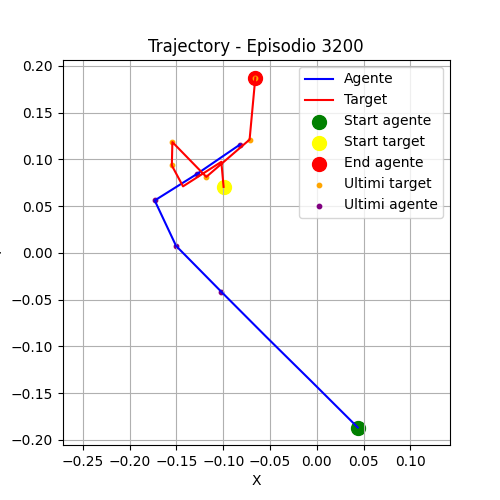 Trajectory - Episodio 3200
0.20
0.15
0.10
0.05
0.00
−0.05
−0.10
−0.15
−0.20
Agente
Target
Start agente
Start target
End agente
Ultimi target
Ultimi agente
−0.25 −0.20 −0.15 −0.10 −0.05 0.00 0.05 0.10
X